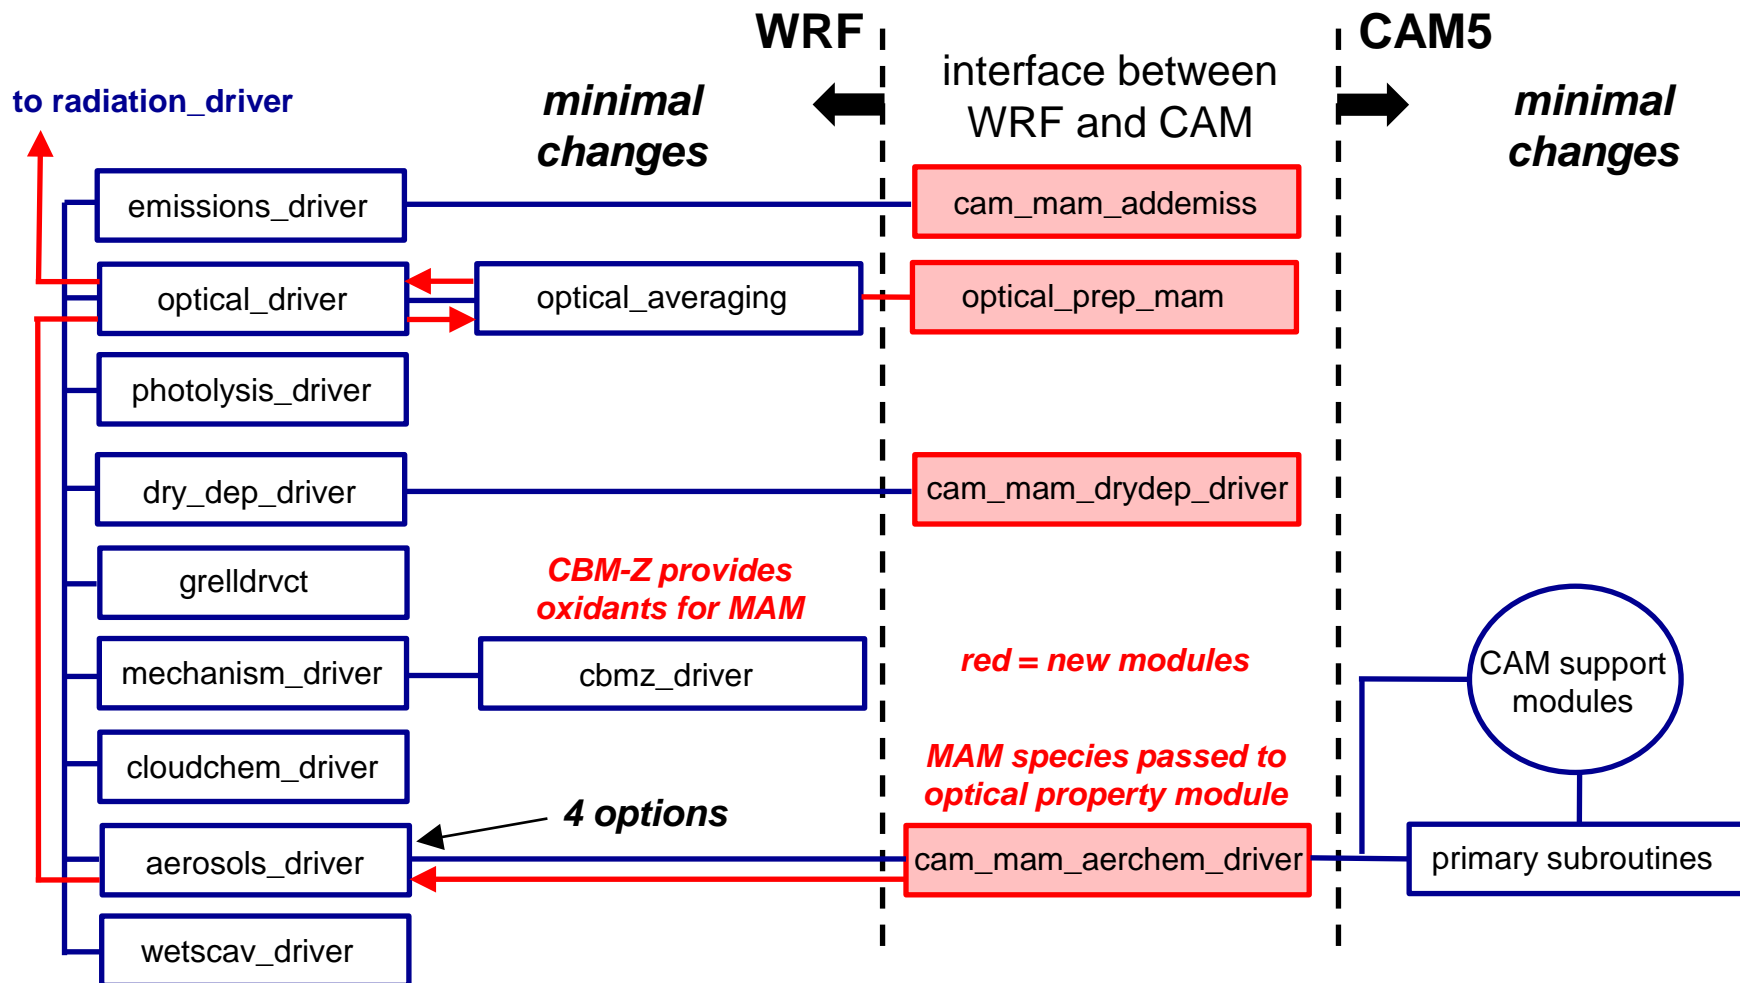 WRF
CAM5
interface between
WRF and CAM
to radiation_driver
minimal
changes
minimal
changes
emissions_driver
cam_mam_addemiss
optical_driver
optical_averaging
optical_prep_mam
photolysis_driver
dry_dep_driver
cam_mam_drydep_driver
grelldrvct
CBM-Z provides
oxidants for MAM
mechanism_driver
cbmz_driver
red = new modules
CAM support
modules
cloudchem_driver
MAM species passed to
optical property module
4 options
aerosols_driver
cam_mam_aerchem_driver
primary subroutines
wetscav_driver